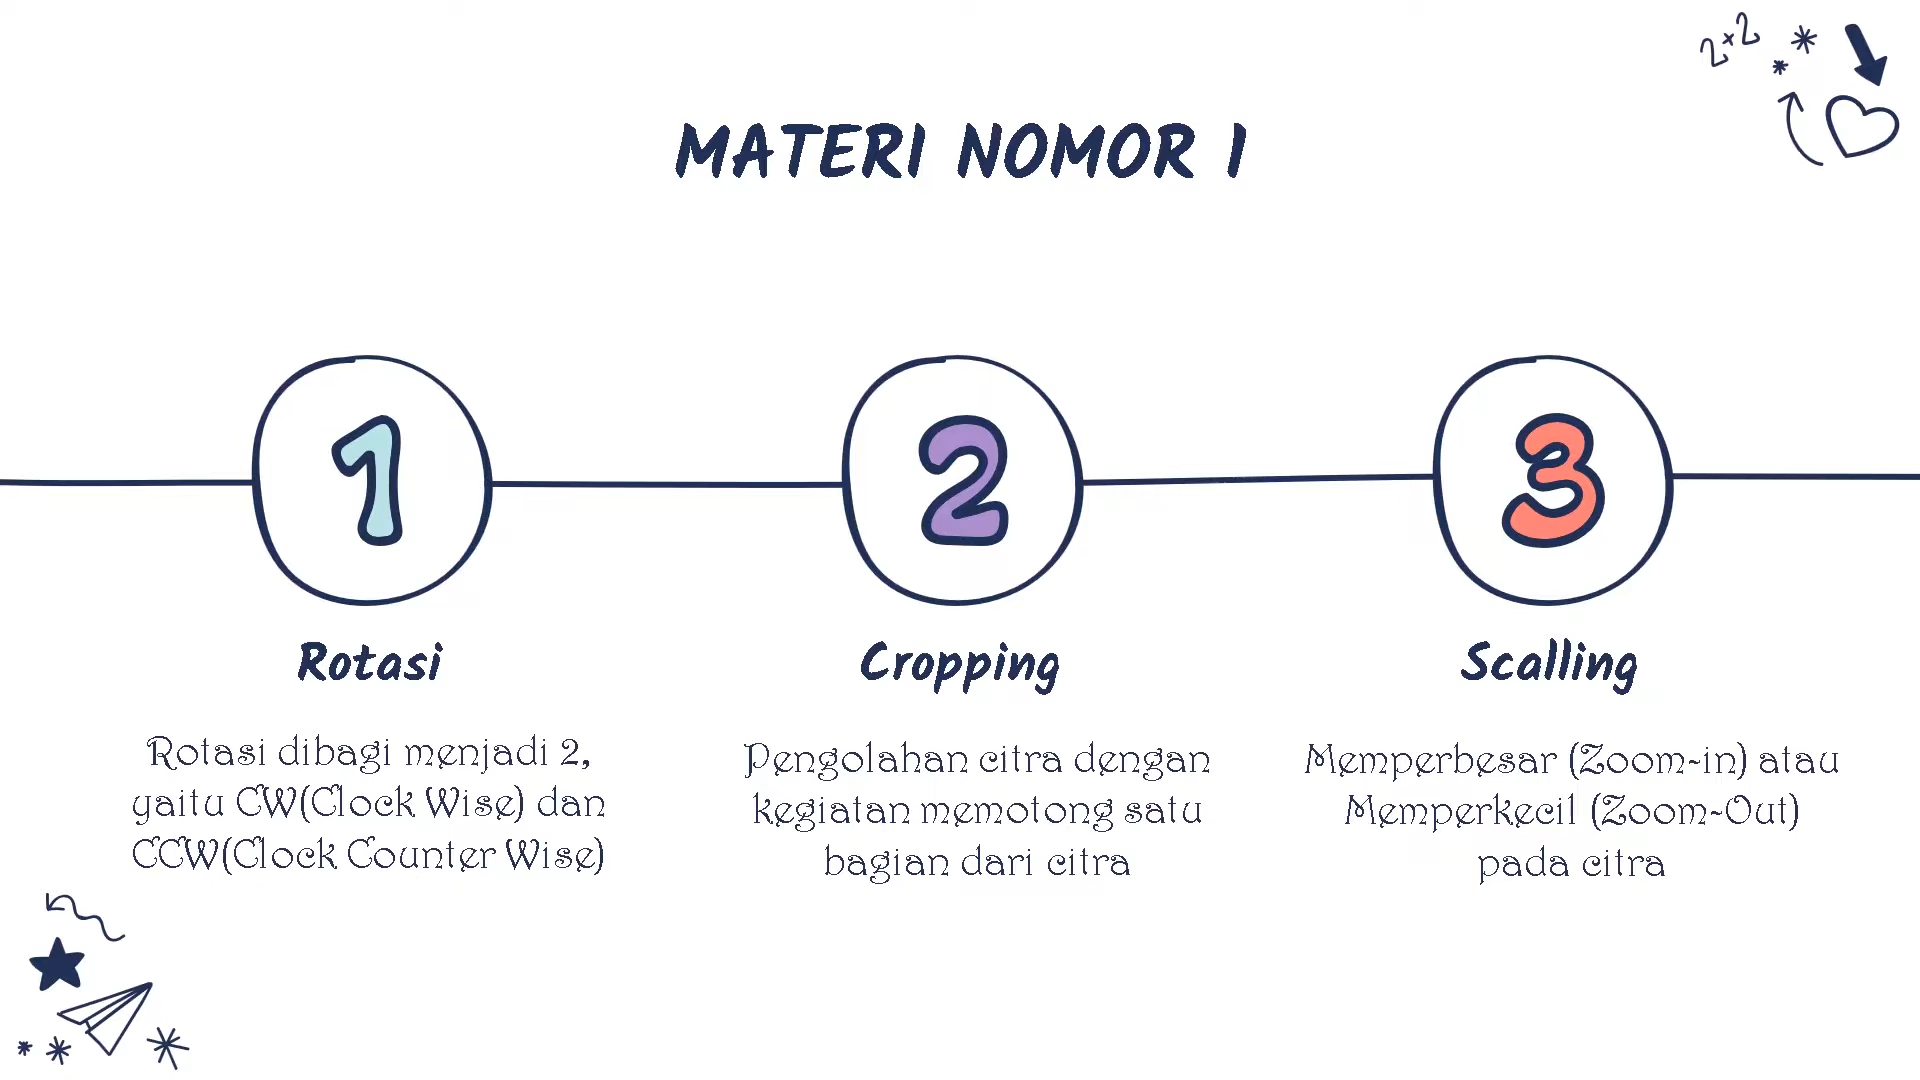 2×2
MATERI NOMOR 1
1
2
3
Rotasi
Cropping
Scalling
Rotasi dibagi menjadi 2,
yaitu CW(Clock Wise) dan
CCW(Clock Counter Wise)
Pengolahan citra dengan
kegiatan memotong satu
bagian dari citra
Memperbesar (Zoom-in) atau
Memperkecil (Zoom-Out)
pada citra